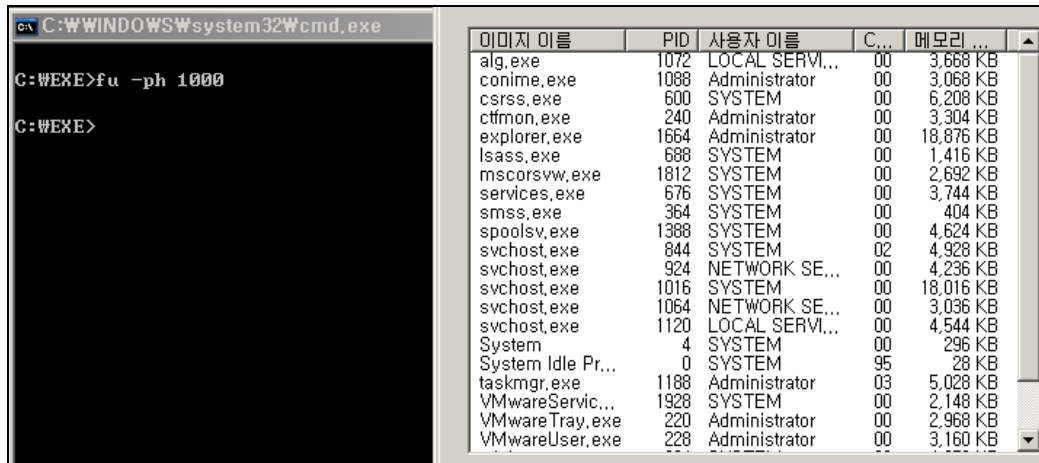 C:₩WINDOWS₩system32₩cmd.exe
C:₩EXE>fu -ph 1000
C:₩EXE>
이미지 이름 PID 사용자 이름 C... 메모리 ...
alg.exe 1072 LOCAL SERVI... 00 3,668 KB
conime.exe 1088 Administrator 00 3,068 KB
csrss.exe 600 SYSTEM 00 6,208 KB
ctfmon.exe 240 Administrator 00 3,304 KB
explorer.exe 1664 Administrator 00 18,876 KB
lsass.exe 688 SYSTEM 00 1,416 KB
mscorsvw.exe 1812 SYSTEM 00 2,692 KB
services.exe 676 SYSTEM 00 3,744 KB
smss.exe 364 SYSTEM 00 404 KB
spoolsv.exe 1388 SYSTEM 00 4,624 KB
svchost.exe 844 SYSTEM 02 4,928 KB
svchost.exe 924 NETWORK SE... 00 4,236 KB
svchost.exe 1016 SYSTEM 00 18,016 KB
svchost.exe 1064 NETWORK SE... 00 3,036 KB
svchost.exe 1120 LOCAL SERVI... 00 4,544 KB
System 4 SYSTEM 00 296 KB
System Idle Pr... 0 SYSTEM 95 28 KB
taskmgr.exe 1188 Administrator 03 5,028 KB
VMwareServic... 1928 SYSTEM 00 2,148 KB
VMwareTray.exe 220 Administrator 00 2,968 KB
VMwareUser.exe 228 Administrator 00 3,160 KB